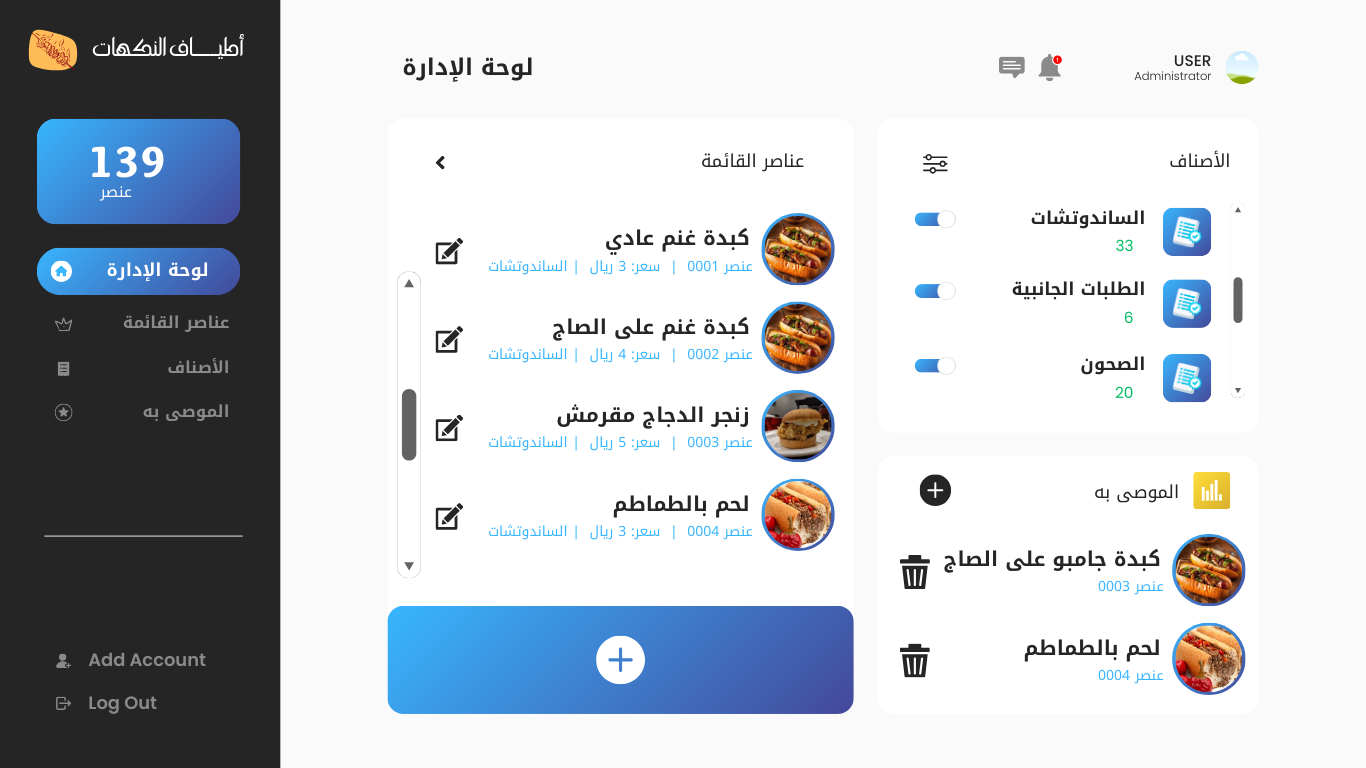 أطياف النكهات
139
عنصر
لوحة الإدارة
عناصر القائمة
الأصناف
الموصى به
Add Account
Log Out
لوحة الإدارة
USER
Administrator
عناصر القائمة
كبدة غنم عادي
عنصر 0001 | سعر: 3 ريال | الساندوتشات
كبدة غنم على الصاج
عنصر 0002 | سعر: 4 ريال | الساندوتشات
زنجر الدجاج مقرمش
عنصر 0003 | سعر: 5 ريال | الساندوتشات
لحم بالطماطم
عنصر 0004 | سعر: 3 ريال | الساندوتشات
الأصناف
الساندوتشات
33
الطلبات الجانبية
6
الصحون
20
الموصى به
كبدة جامبو على الصاج
عنصر 0003
لحم بالطماطم
عنصر 0004